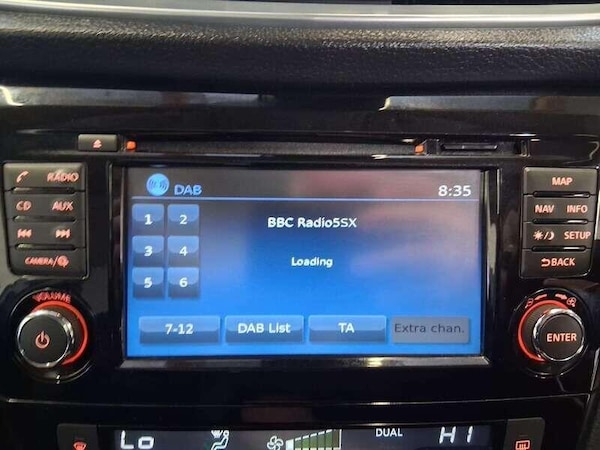 RADIO
CD AUX
CAMERA/
VOLUME
DAB 8:35
1 2
BBC Radio5SX
3 4
Loading
5 6
7-12 DAB List TA Extra chan.
MAP
NAV INFO
SETUP
BACK
ENTER
Lo DUAL HI